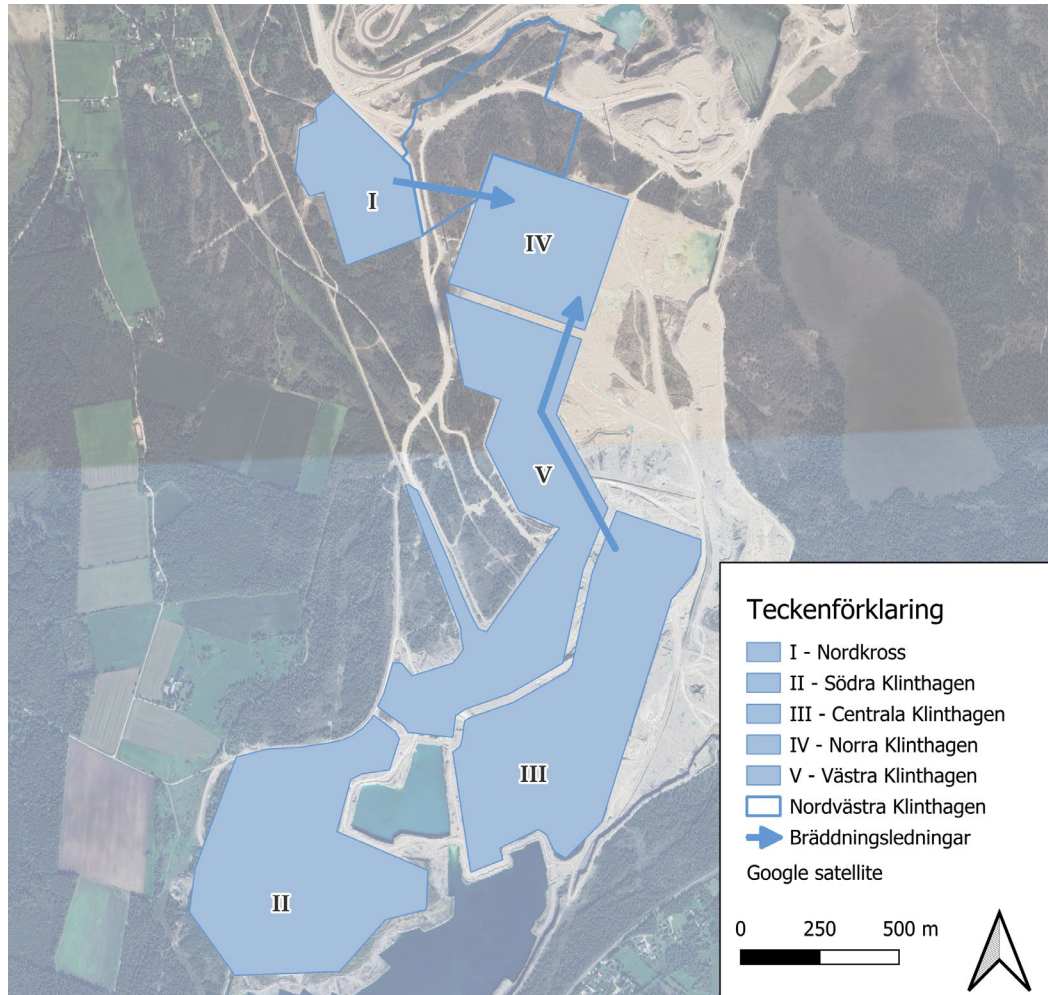 I
IV
V
III
II
Teckenförklaring
I - Nordkross
II - Södra Klinthagen
III - Centrala Klinthagen
IV - Norra Klinthagen
V - Västra Klinthagen
Nordvästra Klinthagen
Bräddningsledningar
Google satellite
0 250 500 m